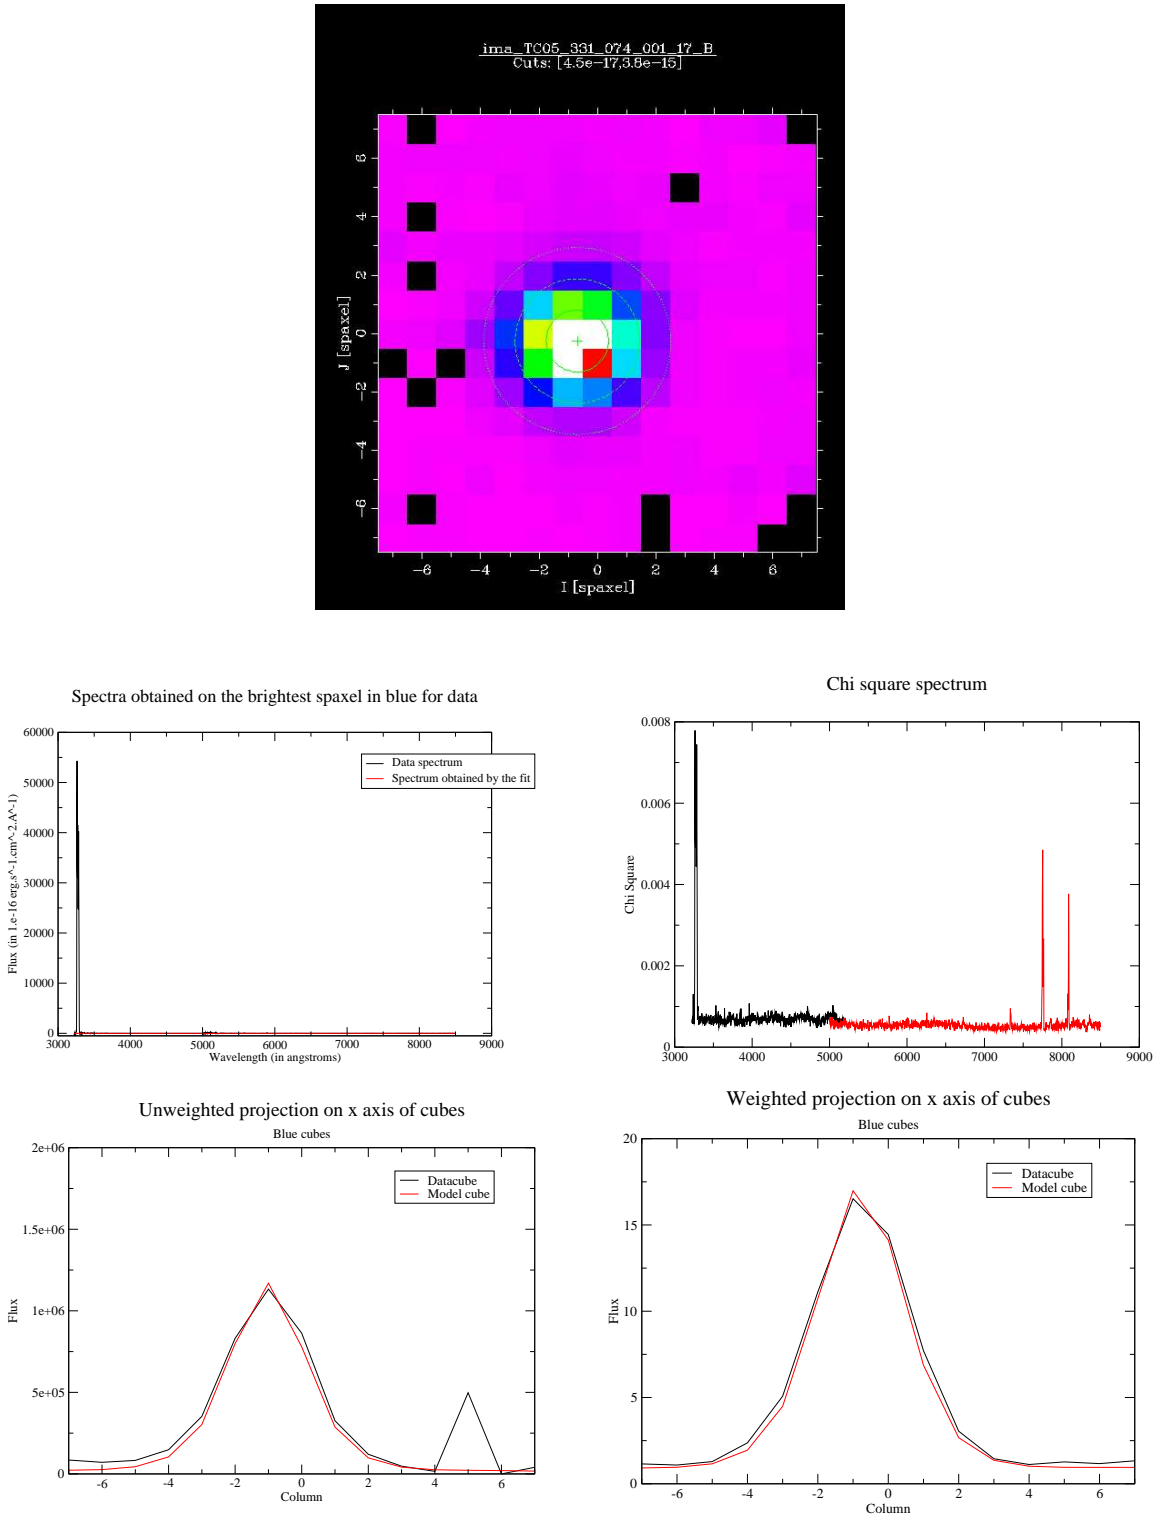 ima_TC05_331_074_001_17_B
Cuts: [4.5e-17,3.8e-15]
6
4
2
0
-2
-4
-6
J [spaxel]
-6 -4 -2 0 2 4 6
I [spaxel]
Spectra obtained on the brightest spaxel in blue for data
60000
50000
40000
30000
20000
10000
0
Flux (in 1.e-16 erg.s^-1.cm^-2.A^-1)
Data spectrum
Spectrum obtained by the fit
3000 4000 5000 6000 7000 8000 9000
Wavelength (in angstroms)
Chi square spectrum
0.008
0.006
0.004
0.002
0
Chi Square
3000 4000 5000 6000 7000 8000 9000
Unweighted projection on x axis of cubes
Blue cubes
2e+06
1.5e+06
1e+06
5e+05
0
Flux
Datacube
Model cube
-6 -4 -2 0 2 4 6
Column
Weighted projection on x axis of cubes
Blue cubes
20
15
10
5
0
Flux
Datacube
Model cube
-6 -4 -2 0 2 4 6
Column